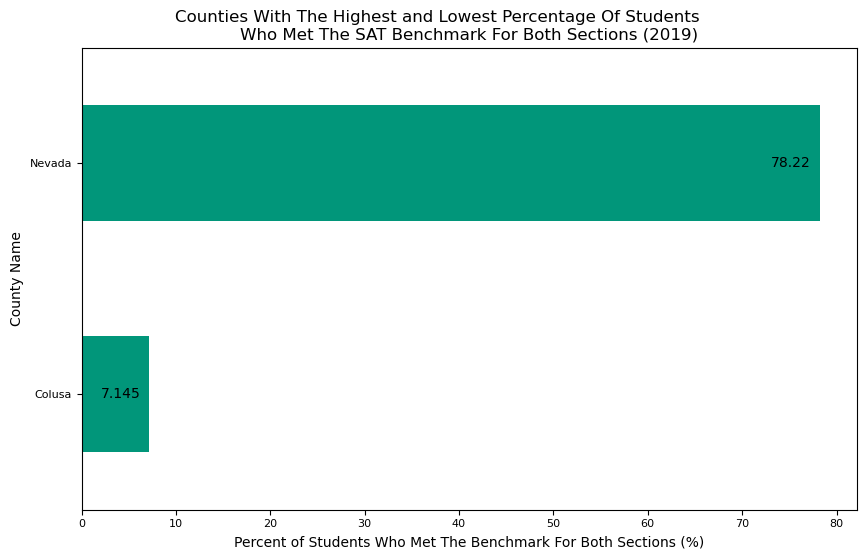 Counties With The Highest and Lowest Percentage Of Students
Who Met The SAT Benchmark For Both Sections (2019)
Nevada
78.22
County Name
Colusa
7.145
0 10 20 30 40 50 60 70 80
Percent of Students Who Met The Benchmark For Both Sections (%)